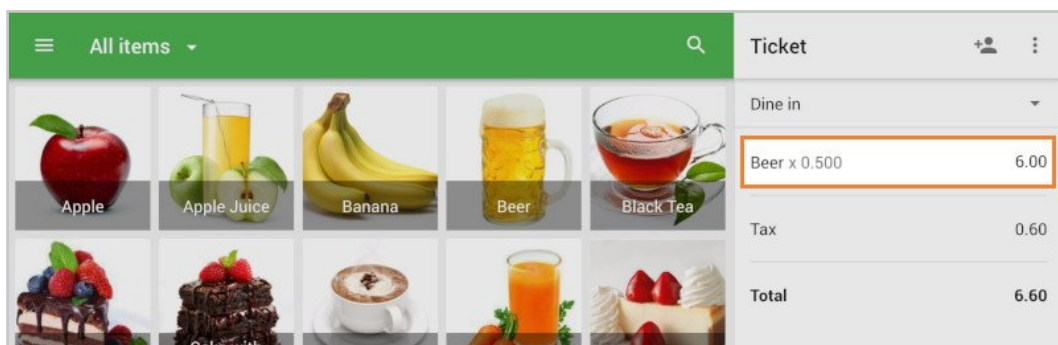 All items
Ticket
Dine in
Beer x 0.500 6.00
Apple
Apple Juice
Banana
Beer
Black Tea
Tax 0.60
Total 6.60